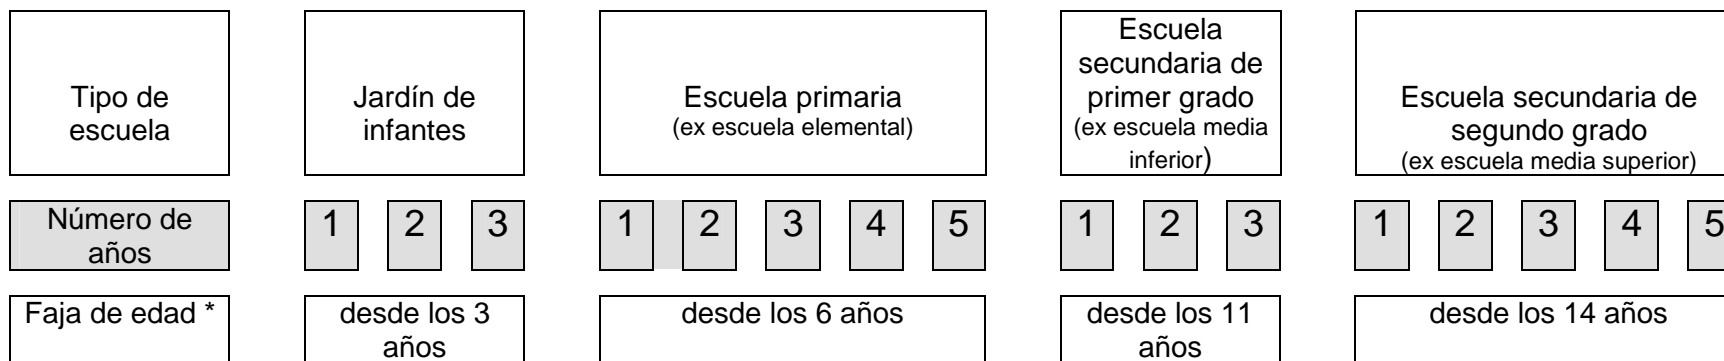 Tipo de
escuela
Jardín de
infantes
Escuela primaria
(ex escuela elemental)
Escuela
secundaria de
primer grado
(ex escuela media
inferior)
Escuela secundaria de
segundo grado
(ex escuela media superior)
Número de
años
1 2 3
1 2 3 4 5
1 2 3
1 2 3 4 5
Faja de edad *
desde los 3
años
desde los 6 años
desde los 11
años
desde los 14 años